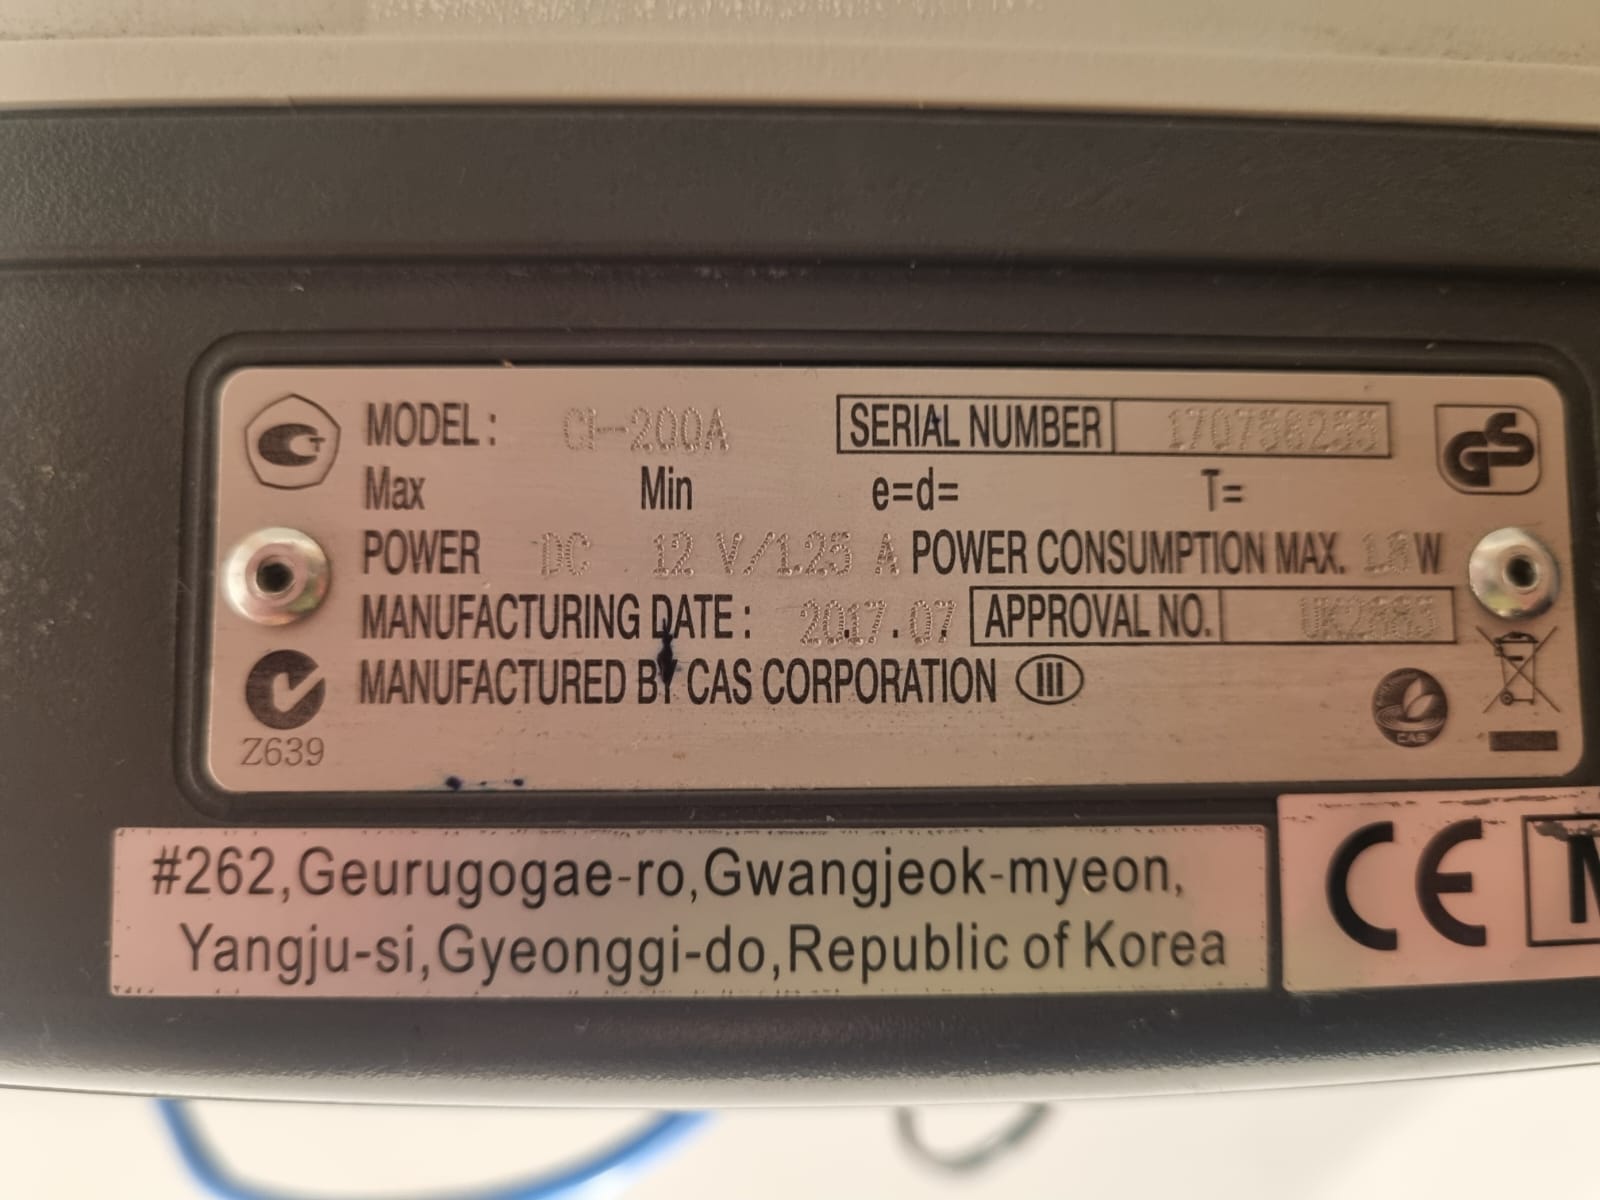 MODEL : CI-200A SERIAL NUMBER
Max Min e=d= T=
POWER DC 12 V/1.25 A POWER CONSUMPTION MAX. W
MANUFACTURING DATE : 2017.07 APPROVAL NO.
MANUFACTURED BY CAS CORPORATION III
Z639
CAS
#262,Geurugogae-ro,Gwangjeok-myeon,
Yangju-si,Gyeonggi-do,Republic of Korea
CE M